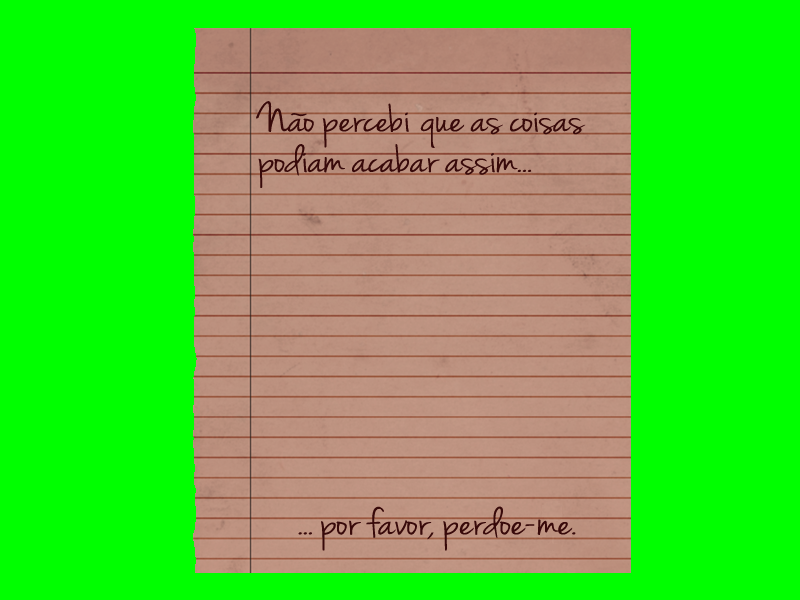 Não percebi que as coisas
podiam acabar assim...
... por favor, perdoe-me.